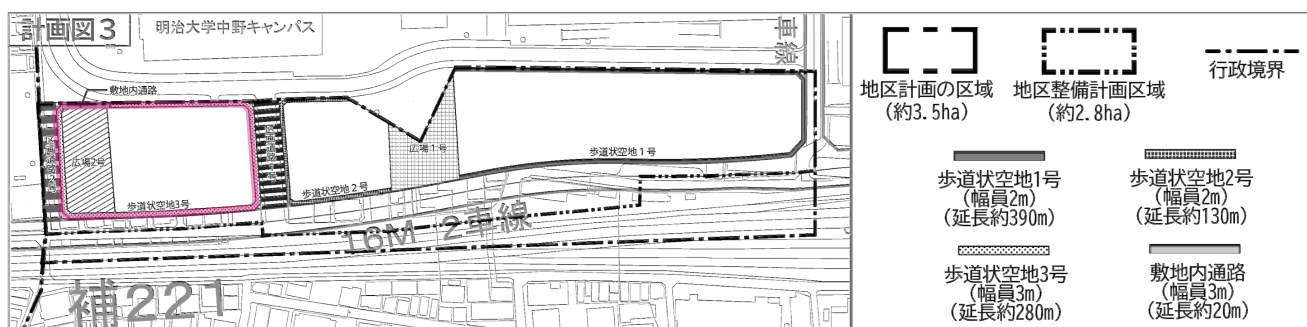 計画図3
明治大学中野キャンパス
車線
敷地内通路
広場2号
広場1号
歩道状空地1号
歩道状空地2号
歩道状空地3号
16M 2車線
補221
地区計画の区域
(約3.5ha)
地区整備計画区域
(約2.8ha)
行政境界
歩道状空地1号
(幅員2m)
(延長約390m)
歩道状空地2号
(幅員2m)
(延長約130m)
歩道状空地3号
(幅員3m)
(延長約280m)
敷地内通路
(幅員3m)
(延長約20m)